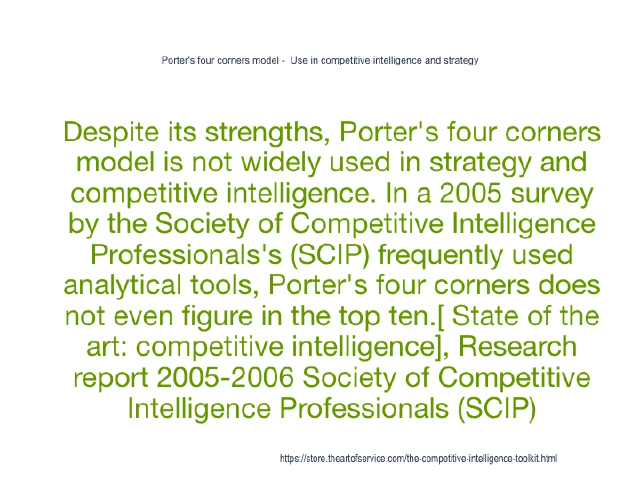 Porter's four corners model -  Use in competitive intelligence and strategy
Despite its strengths, Porter's four corners
model is not widely used in strategy and
competitive intelligence. In a 2005 survey
by the Society of Competitive Intelligence
Professionals's (SCIP) frequently used
analytical tools, Porter's four corners does
not even figure in the top ten.[ State of the
art: competitive intelligence], Research
report 2005-2006 Society of Competitive
Intelligence Professionals (SCIP)
https://store.theartofservice.com/the-competitive-intelligence-toolkit.html